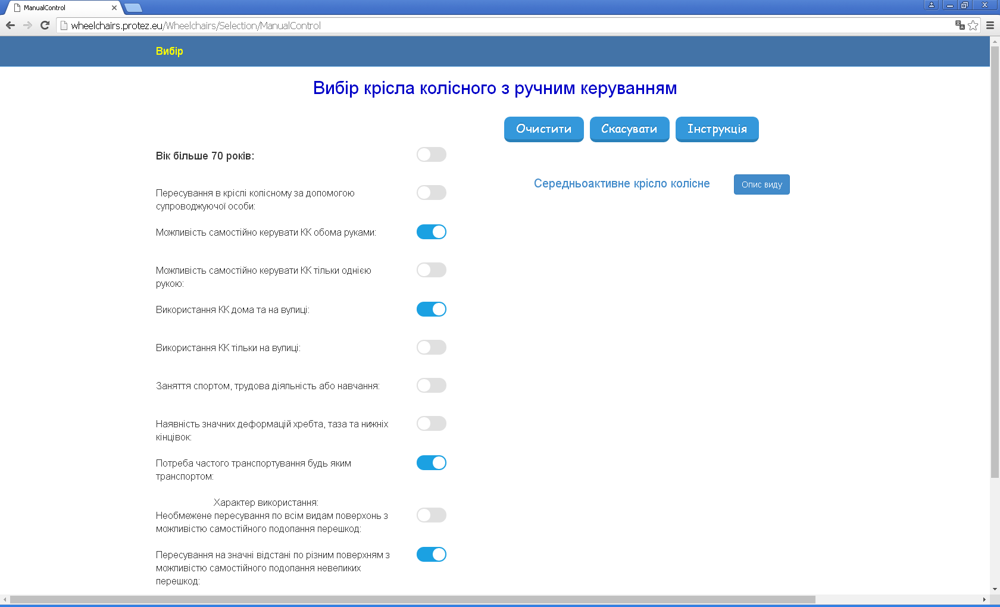 ManualControl
wheelchairs.protez.eu/Wheelchairs/Selection/ManualControl
Вибір
Вибір крісла колісного з ручним керуванням
Очистити Скасувати Інструкція
Вік більше 70 років:
Середньоактивне крісло колісне Опис виду
Пересування в кріслі колісному за допомогою
супроводжуючої особи:
Можливість самостійно керувати КК обома руками:
Можливість самостійно керувати КК тільки однією
рукою:
Використання КК дома та на вулиці:
Використання КК тільки на вулиці:
Заняття спортом, трудова діяльність або навчання:
Наявність значних деформацій хребта, таза та нижніх
кінцівок:
Потреба частого транспортування будь яким
транспортом:
Характер використання:
Необмежене пересування по всім видам поверхонь з
можливістю самостійного подолання перешкод:
Пересування на значні відстані по різним поверхням з
можливістю самостійного подолання невеликих
перешкод: